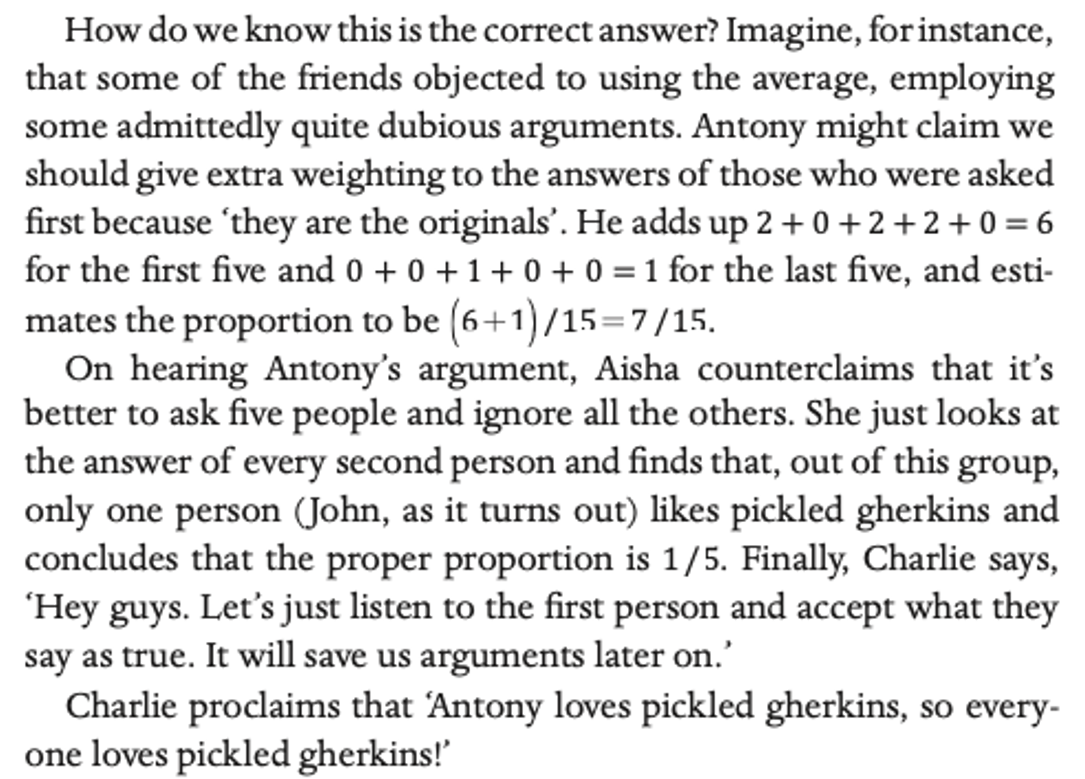 How do we know this is the correct answer? Imagine, for instance,
that some of the friends objected to using the average, employing
some admittedly quite dubious arguments. Antony might claim we
should give extra weighting to the answers of those who were asked
first because ‘they are the originals’. He adds up 2 + 0 + 2 + 2 + 0 = 6
for the first five and 0 + 0 + 1 + 0 + 0 = 1 for the last five, and esti-
mates the proportion to be (6+1)/15=7/15.
On hearing Antony’s argument, Aisha counterclaims that it’s
better to ask five people and ignore all the others. She just looks at
the answer of every second person and finds that, out of this group,
only one person (John, as it turns out) likes pickled gherkins and
concludes that the proper proportion is 1/5. Finally, Charlie says,
‘Hey guys. Let’s just listen to the first person and accept what they
say as true. It will save us arguments later on.’
Charlie proclaims that ‘Antony loves pickled gherkins, so every-
one loves pickled gherkins!’